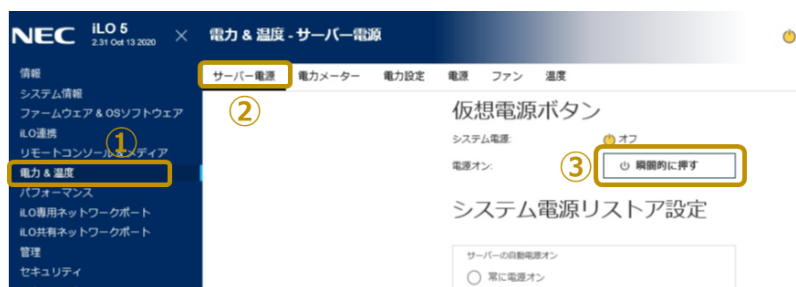 NEC iLO 5
2.31 Oct 13 2020
×
電力 & 温度 - サーバー電源
情報
システム情報
ファームウェア & OSソフトウェア
iLO連携
リモートコンソール&メディア
電力 & 温度
パフォーマンス
iLO専用ネットワークポート
iLO共有ネットワークポート
管理
セキュリティ
①
サーバー電源 電力メーター 電力設定 電源 ファン 温度
②
仮想電源ボタン
システム電源: オフ
電源オン: ③ 瞬間的に押す
システム電源リストア設定
サーバーの自動電源オン
常に電源オン